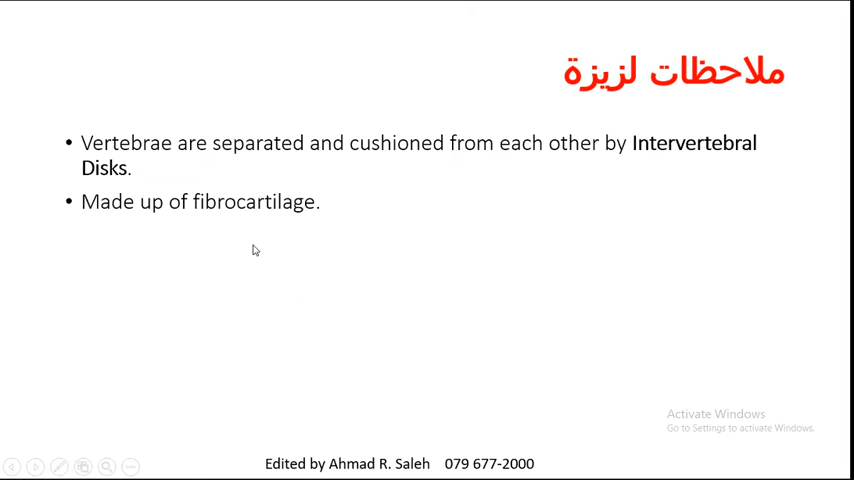 ملاحظات لزيزة
• Vertebrae are separated and cushioned from each other by Intervertebral
Disks.
• Made up of fibrocartilage.
Activate Windows
Go to Settings to activate Windows.
Edited by Ahmad R. Saleh 079 677-2000